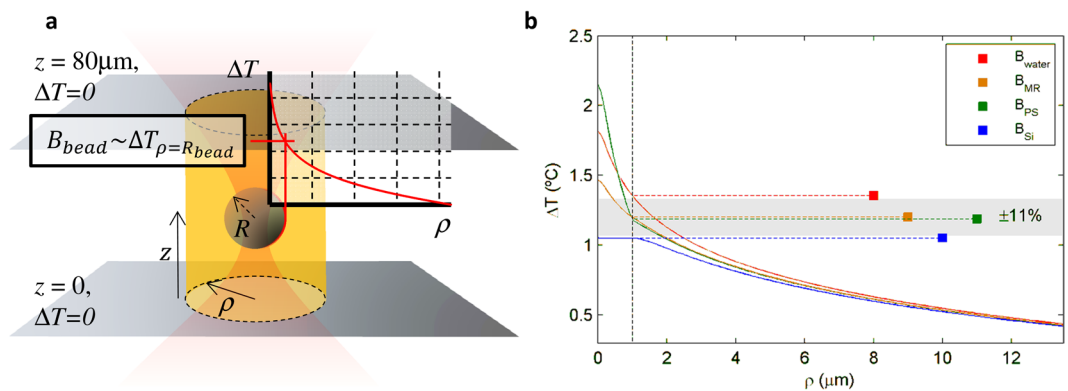 a
z = 80μm,
ΔT=0
ΔT
B_bead~ΔT_ρ=R_bead
ρ
R
z
z=0,
ΔT=0
ρ
b
2.5
2
1.5
1
0.5
ΔT (ºC)
B_water
B_MR
B_PS
B_Si
±11%
0
2
4
6
8
10
12
ρ (μm)